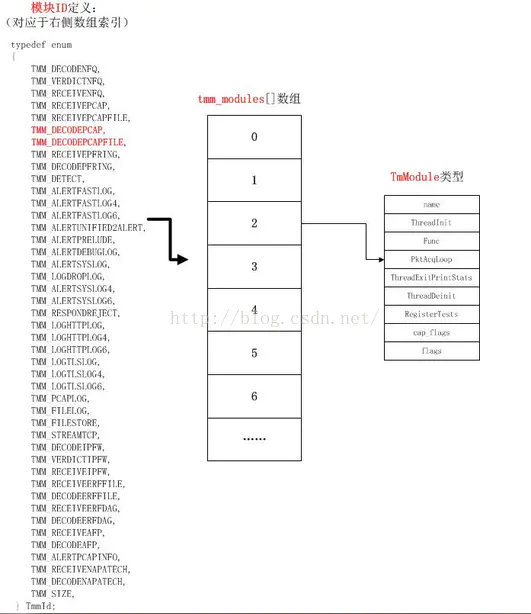 模块ID定义：
（对应于右侧数组索引）
typedef enum
{
TMM_DECODENFQ,
TMM_VERDICTNFQ,
TMM_RECEIVENFQ,
TMM_RECEIVEPCAP,
TMM_RECEIVEPCAPFILE,
TMM_DECODEPCAP,
TMM_DECODEPCAPFILE,
TMM_RECEIVEPFRING,
TMM_DECODEPFRING,
TMM_DETECT,
TMM_ALERTFASTLOG,
TMM_ALERTFASTLOG4,
TMM_ALERTFASTLOG6,
TMM_ALERTUNIFIED2ALERT,
TMM_ALERTPRELUDE,
TMM_ALERTDEBUGLOG,
TMM_ALERTSYSLOG,
TMM_LOGDROPLOG,
TMM_ALERTSYSLOG4,
TMM_ALERTSYSLOG6,
TMM_RESPONDREJECT,
TMM_LOGHTTPLOG,
TMM_LOGHTTPLOG4,
TMM_LOGHTTPLOG6,
TMM_LOGTLSLOG,
TMM_LOGTLSLOG4,
TMM_LOGTLSLOG6,
TMM_PCAPLOG,
TMM_FILELOG,
TMM_FILESTORE,
TMM_STREAMTCP,
TMM_DECODEIPFW,
TMM_VERDICTIPFW,
TMM_RECEIVEIPFW,
TMM_RECEIVEERFFILE,
TMM_DECODEERFFILE,
TMM_RECEIVEERFDAG,
TMM_DECODEERFDAG,
TMM_RECEIVEAFP,
TMM_DECODEAFP,
TMM_ALERTPCAPINFO,
TMM_RECEIVENAPATECH,
TMM_DECODENAPATECH,
TMM_SIZE,
} TmmId;
tmm_modules[]数组
0
1
2
3
4
5
6
……
TmModule类型
name
ThreadInit
Func
PktAcqLoop
ThreadExitPrintStats
ThreadDeinit
RegisterTests
cap_flags
flags
http://blog.csdn.net/